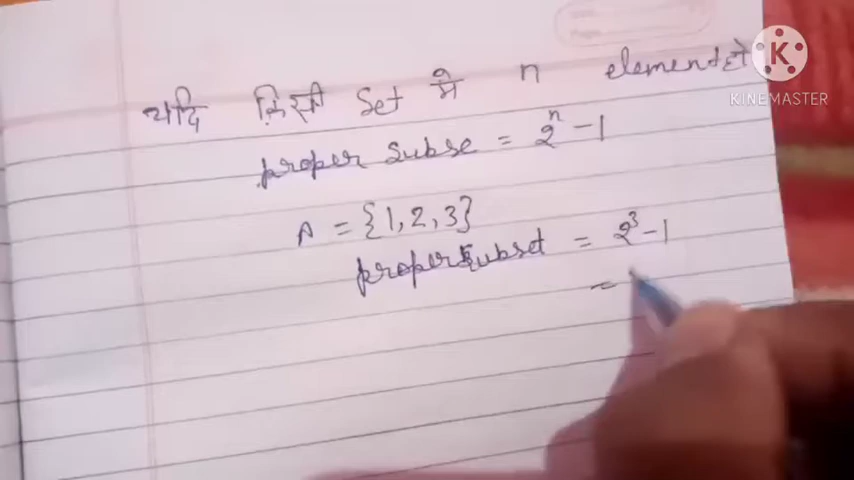 यदि किसी Set मे n element हो
proper subse = 2ⁿ - 1
A = {1, 2, 3}
proper subset = 2³ - 1
=
K
KINEMASTER